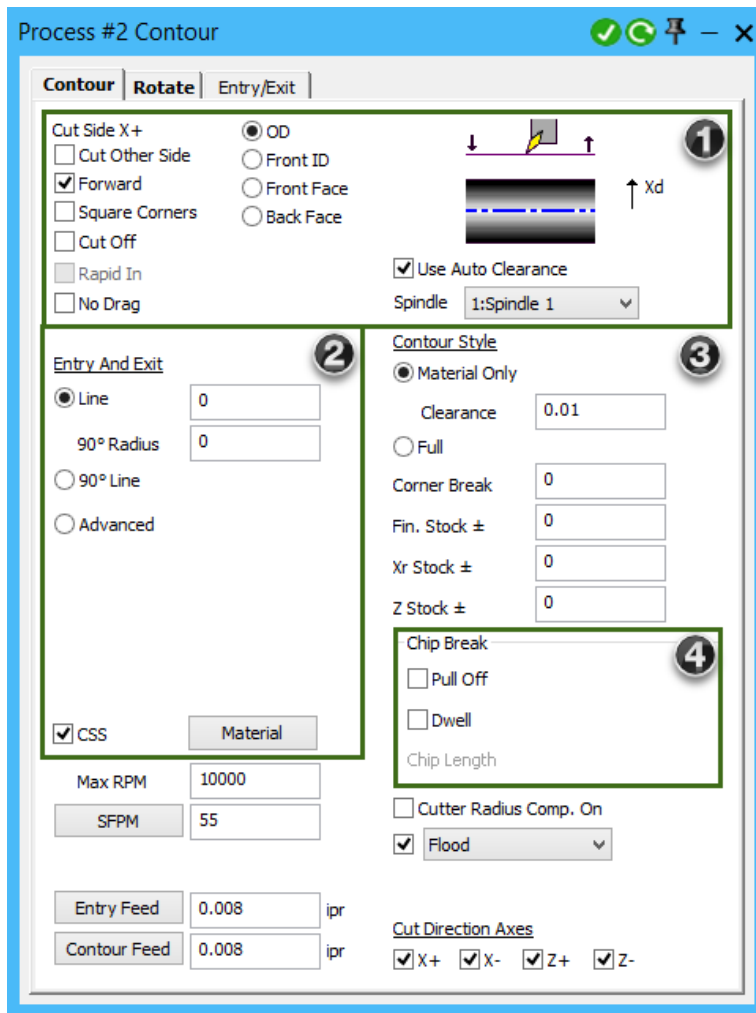 Process #2 Contour
Contour Rotate Entry/Exit
1
Cut Side X+
Cut Other Side
Forward
Square Corners
Cut Off
Rapid In
No Drag
OD
Front ID
Front Face
Back Face
Xd
Use Auto Clearance
Spindle 1:Spindle 1
2
Entry And Exit
Line 0
90° Radius 0
90° Line
Advanced
CSS Material
Max RPM 10000
SFPM 55
Entry Feed 0.008 ipr
Contour Feed 0.008 ipr
3
Contour Style
Material Only
Clearance 0.01
Full
Corner Break 0
Fin. Stock ± 0
Xr Stock ± 0
Z Stock ± 0
4
Chip Break
Pull Off
Dwell
Chip Length
Cutter Radius Comp. On
Flood
Cut Direction Axes
X+ X- Z+ Z-